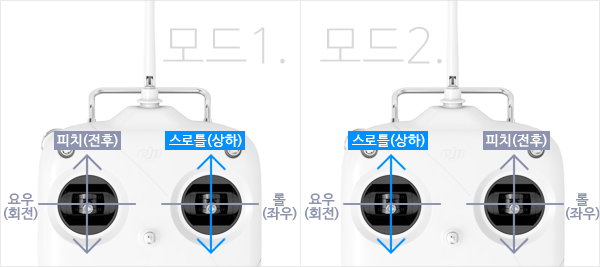 모드1.
피치(전후)
스로틀(상하)
요우
(회전)
롤
(좌우)
모드2.
스로틀(상하)
피치(전후)
요우
(회전)
롤
(좌우)